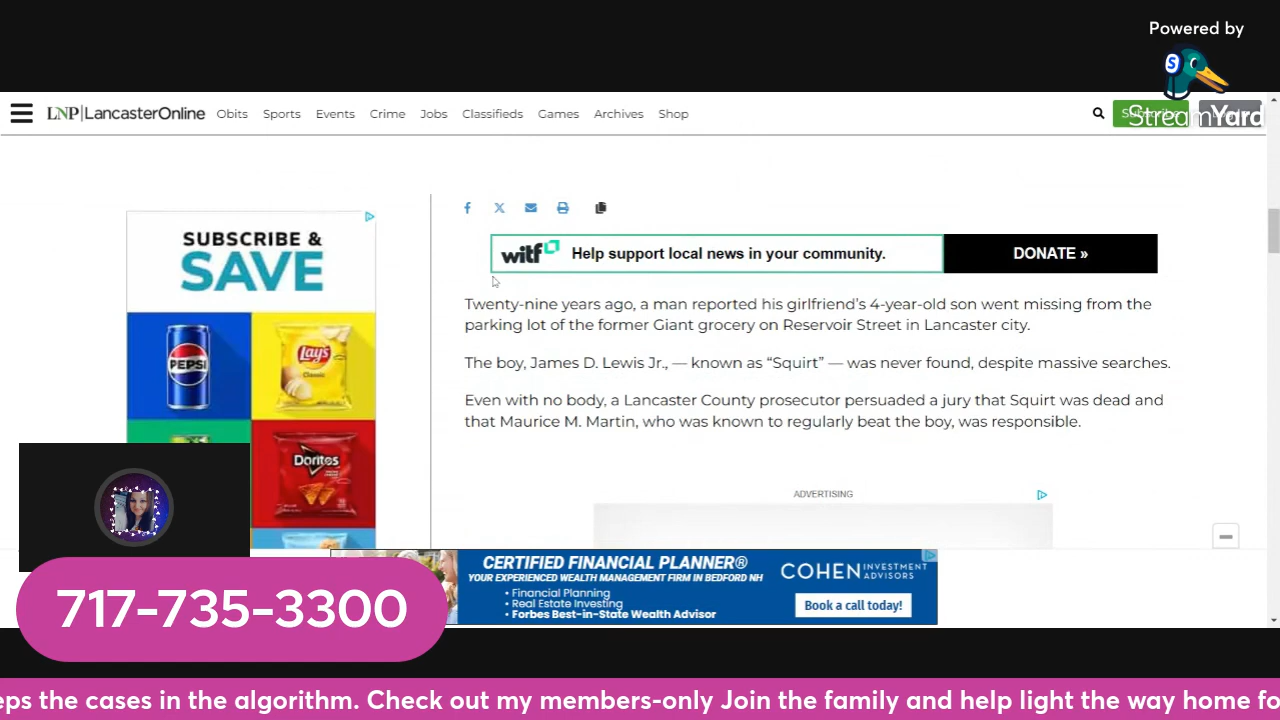 Powered by
StreamYard
LNP | LancasterOnline Obits Sports Events Crime Jobs Classifieds Games Archives Shop
SUBSCRIBE &
SAVE
PEPSI
Lay's
Classic
Doritos
witf Help support local news in your community. DONATE »
Twenty-nine years ago, a man reported his girlfriend's 4-year-old son went missing from the
parking lot of the former Giant grocery on Reservoir Street in Lancaster city.
The boy, James D. Lewis Jr., — known as “Squirt” — was never found, despite massive searches.
Even with no body, a Lancaster County prosecutor persuaded a jury that Squirt was dead and
that Maurice M. Martin, who was known to regularly beat the boy, was responsible.
ADVERTISING
CERTIFIED FINANCIAL PLANNER®
YOUR EXPERIENCED WEALTH MANAGEMENT FIRM IN BEDFORD NH
• Financial Planning
• Real Estate Investing
• Forbes Best-in-State Wealth Advisor
COHEN INVESTMENT
ADVISORS
Book a call today!
717-735-3300
eps the cases in the algorithm. Check out my members-only Join the family and help light the way home fo